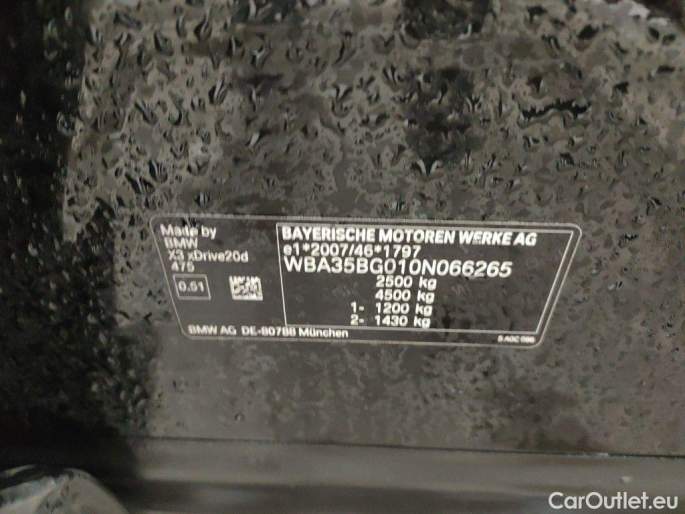 Made by
BMW
X3 xDrive20d
475
0.51
BAYERISCHE MOTOREN WERKE AG
e1*2007/46*1797
WBA35BG010N066265
2500 kg
4500 kg
1- 1200 kg
2- 1430 kg
BMW AG DE-80788 München
CarOutlet.eu